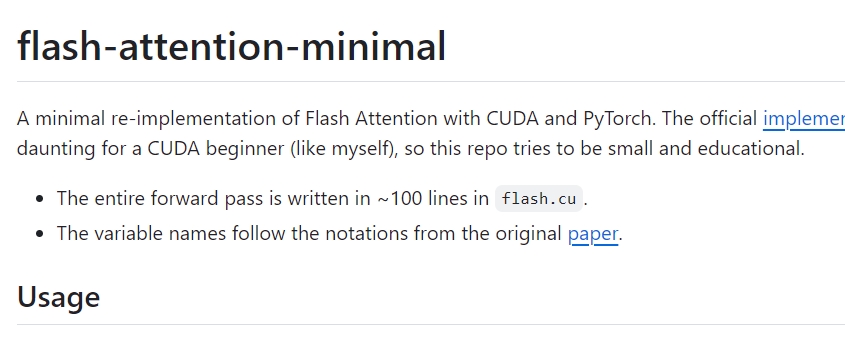 flash-attention-minimal
A minimal re-implementation of Flash Attention with CUDA and PyTorch. The official
daunting for a CUDA beginner (like myself), so this repo tries to be small and educational.
• The entire forward pass is written in ~100 lines in flash.cu.
• The variable names follow the notations from the original paper.
Usage